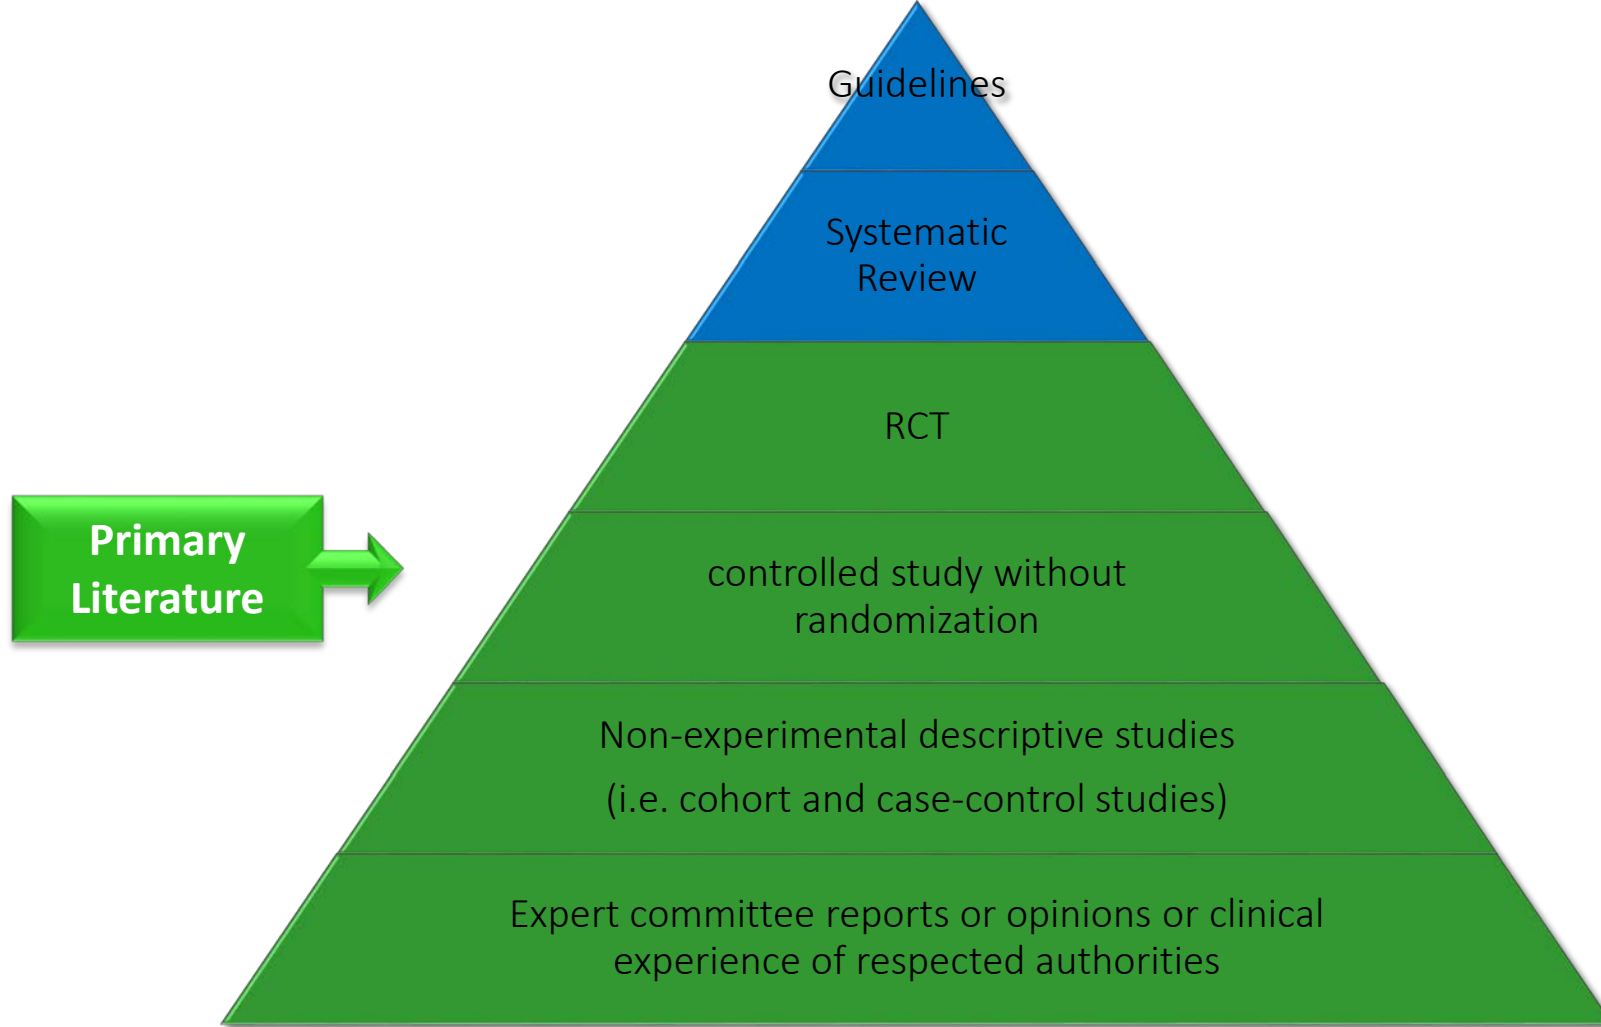 Guidelines
Systematic
Review
RCT
Primary
Literature
controlled study without
randomization
Non-experimental descriptive studies
(i.e. cohort and case-control studies)
Expert committee reports or opinions or clinical
experience of respected authorities